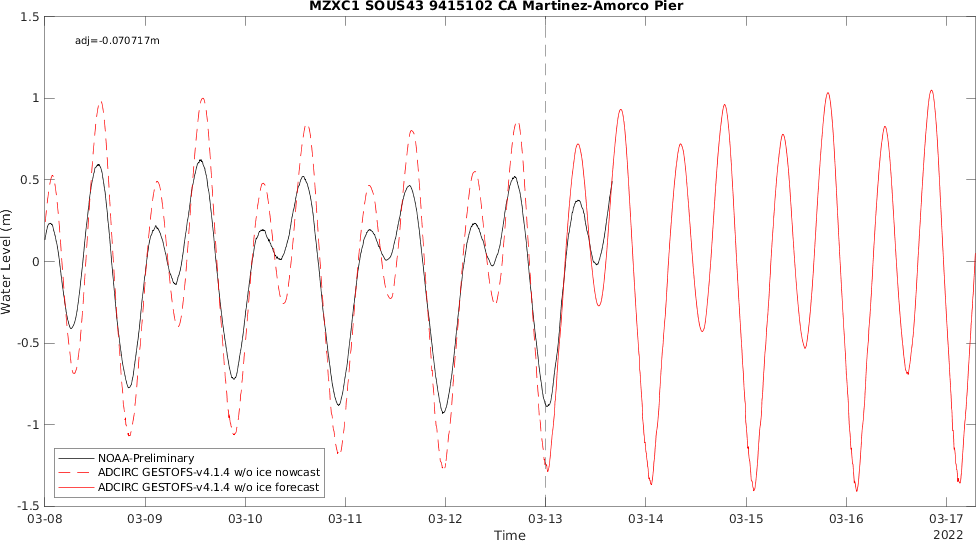 MZXC1 SOUS43 9415102 CA Martinez-Amorco Pier
adj=-0.070717m
1.5
1
0.5
0
-0.5
-1
-1.5
Water Level (m)
NOAA-Preliminary
ADCIRC GESTOFS-v4.1.4 w/o ice nowcast
ADCIRC GESTOFS-v4.1.4 w/o ice forecast
03-08 03-09 03-10 03-11 03-12 03-13 03-14 03-15 03-16 03-17
2022
Time